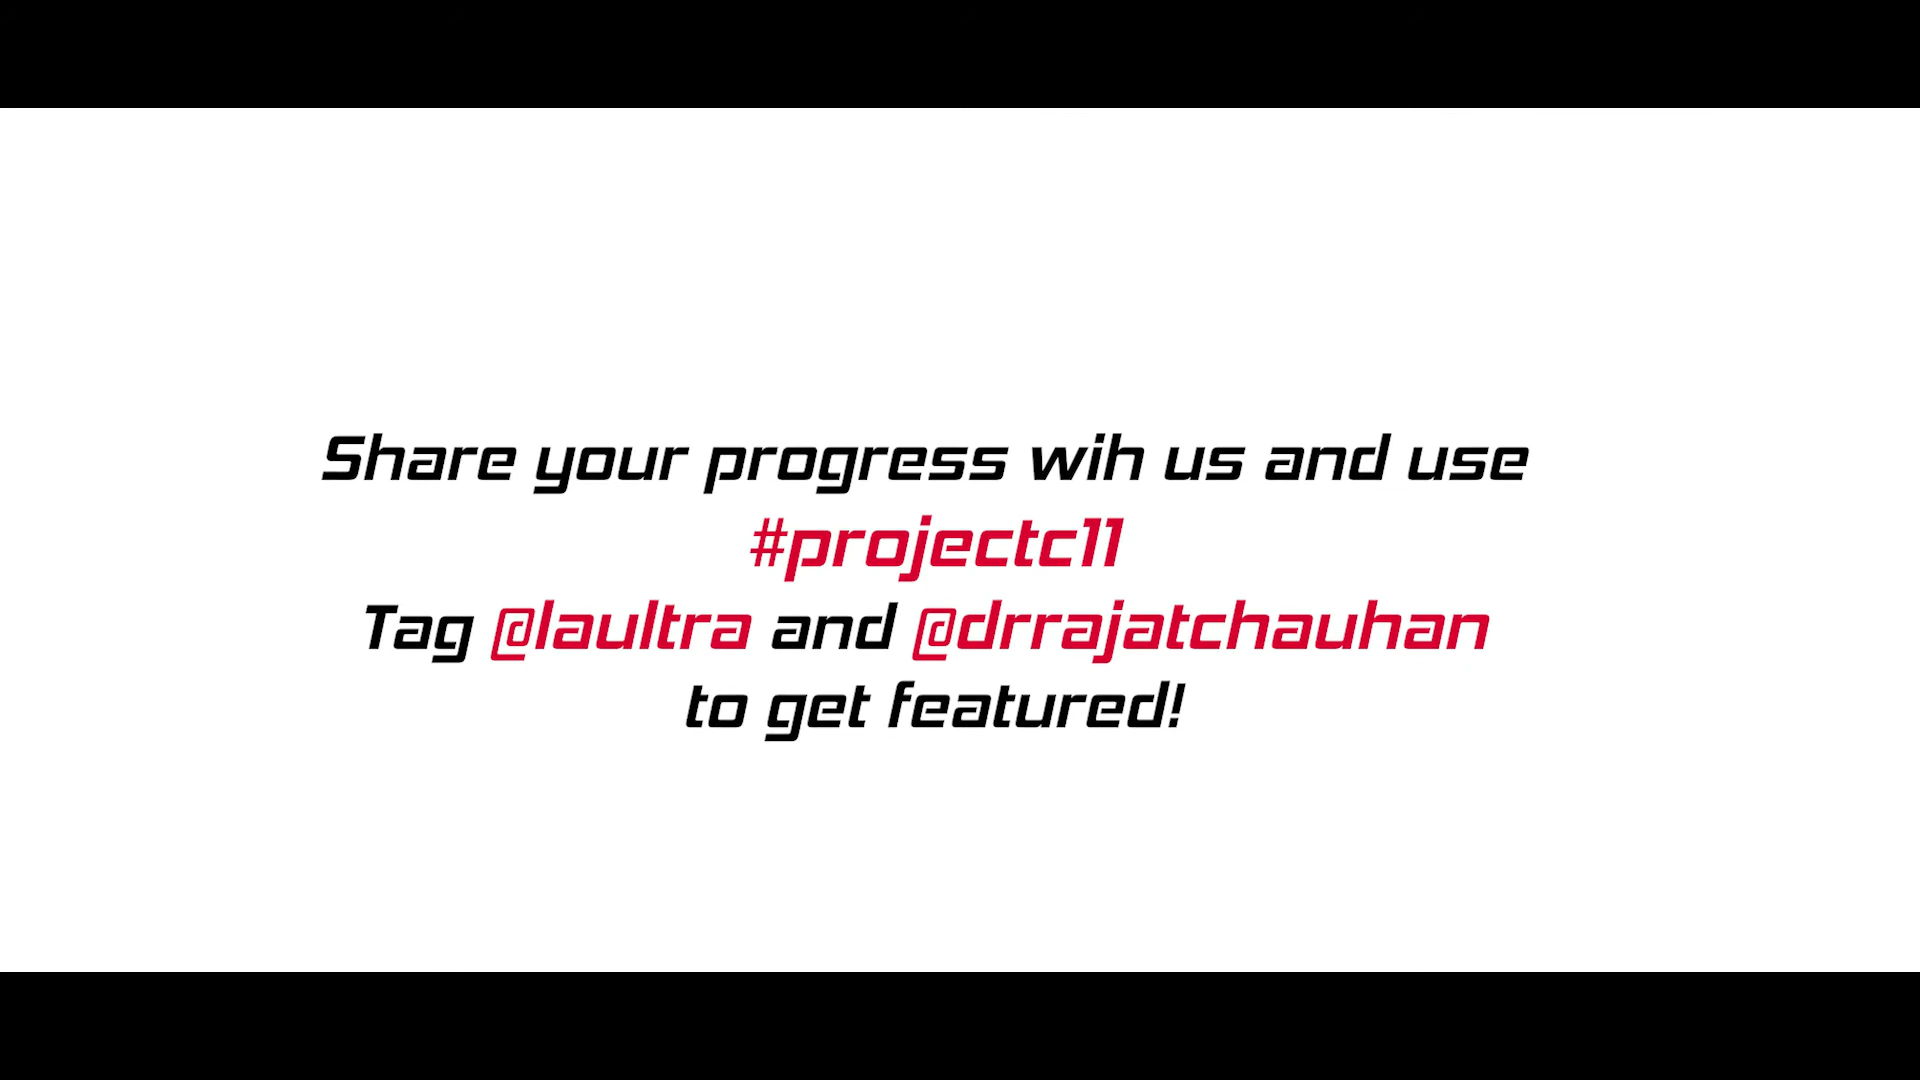 Share your progress wih us and use
#projectc11
Tag @laultra and @drrajatchauhan
to get featured!